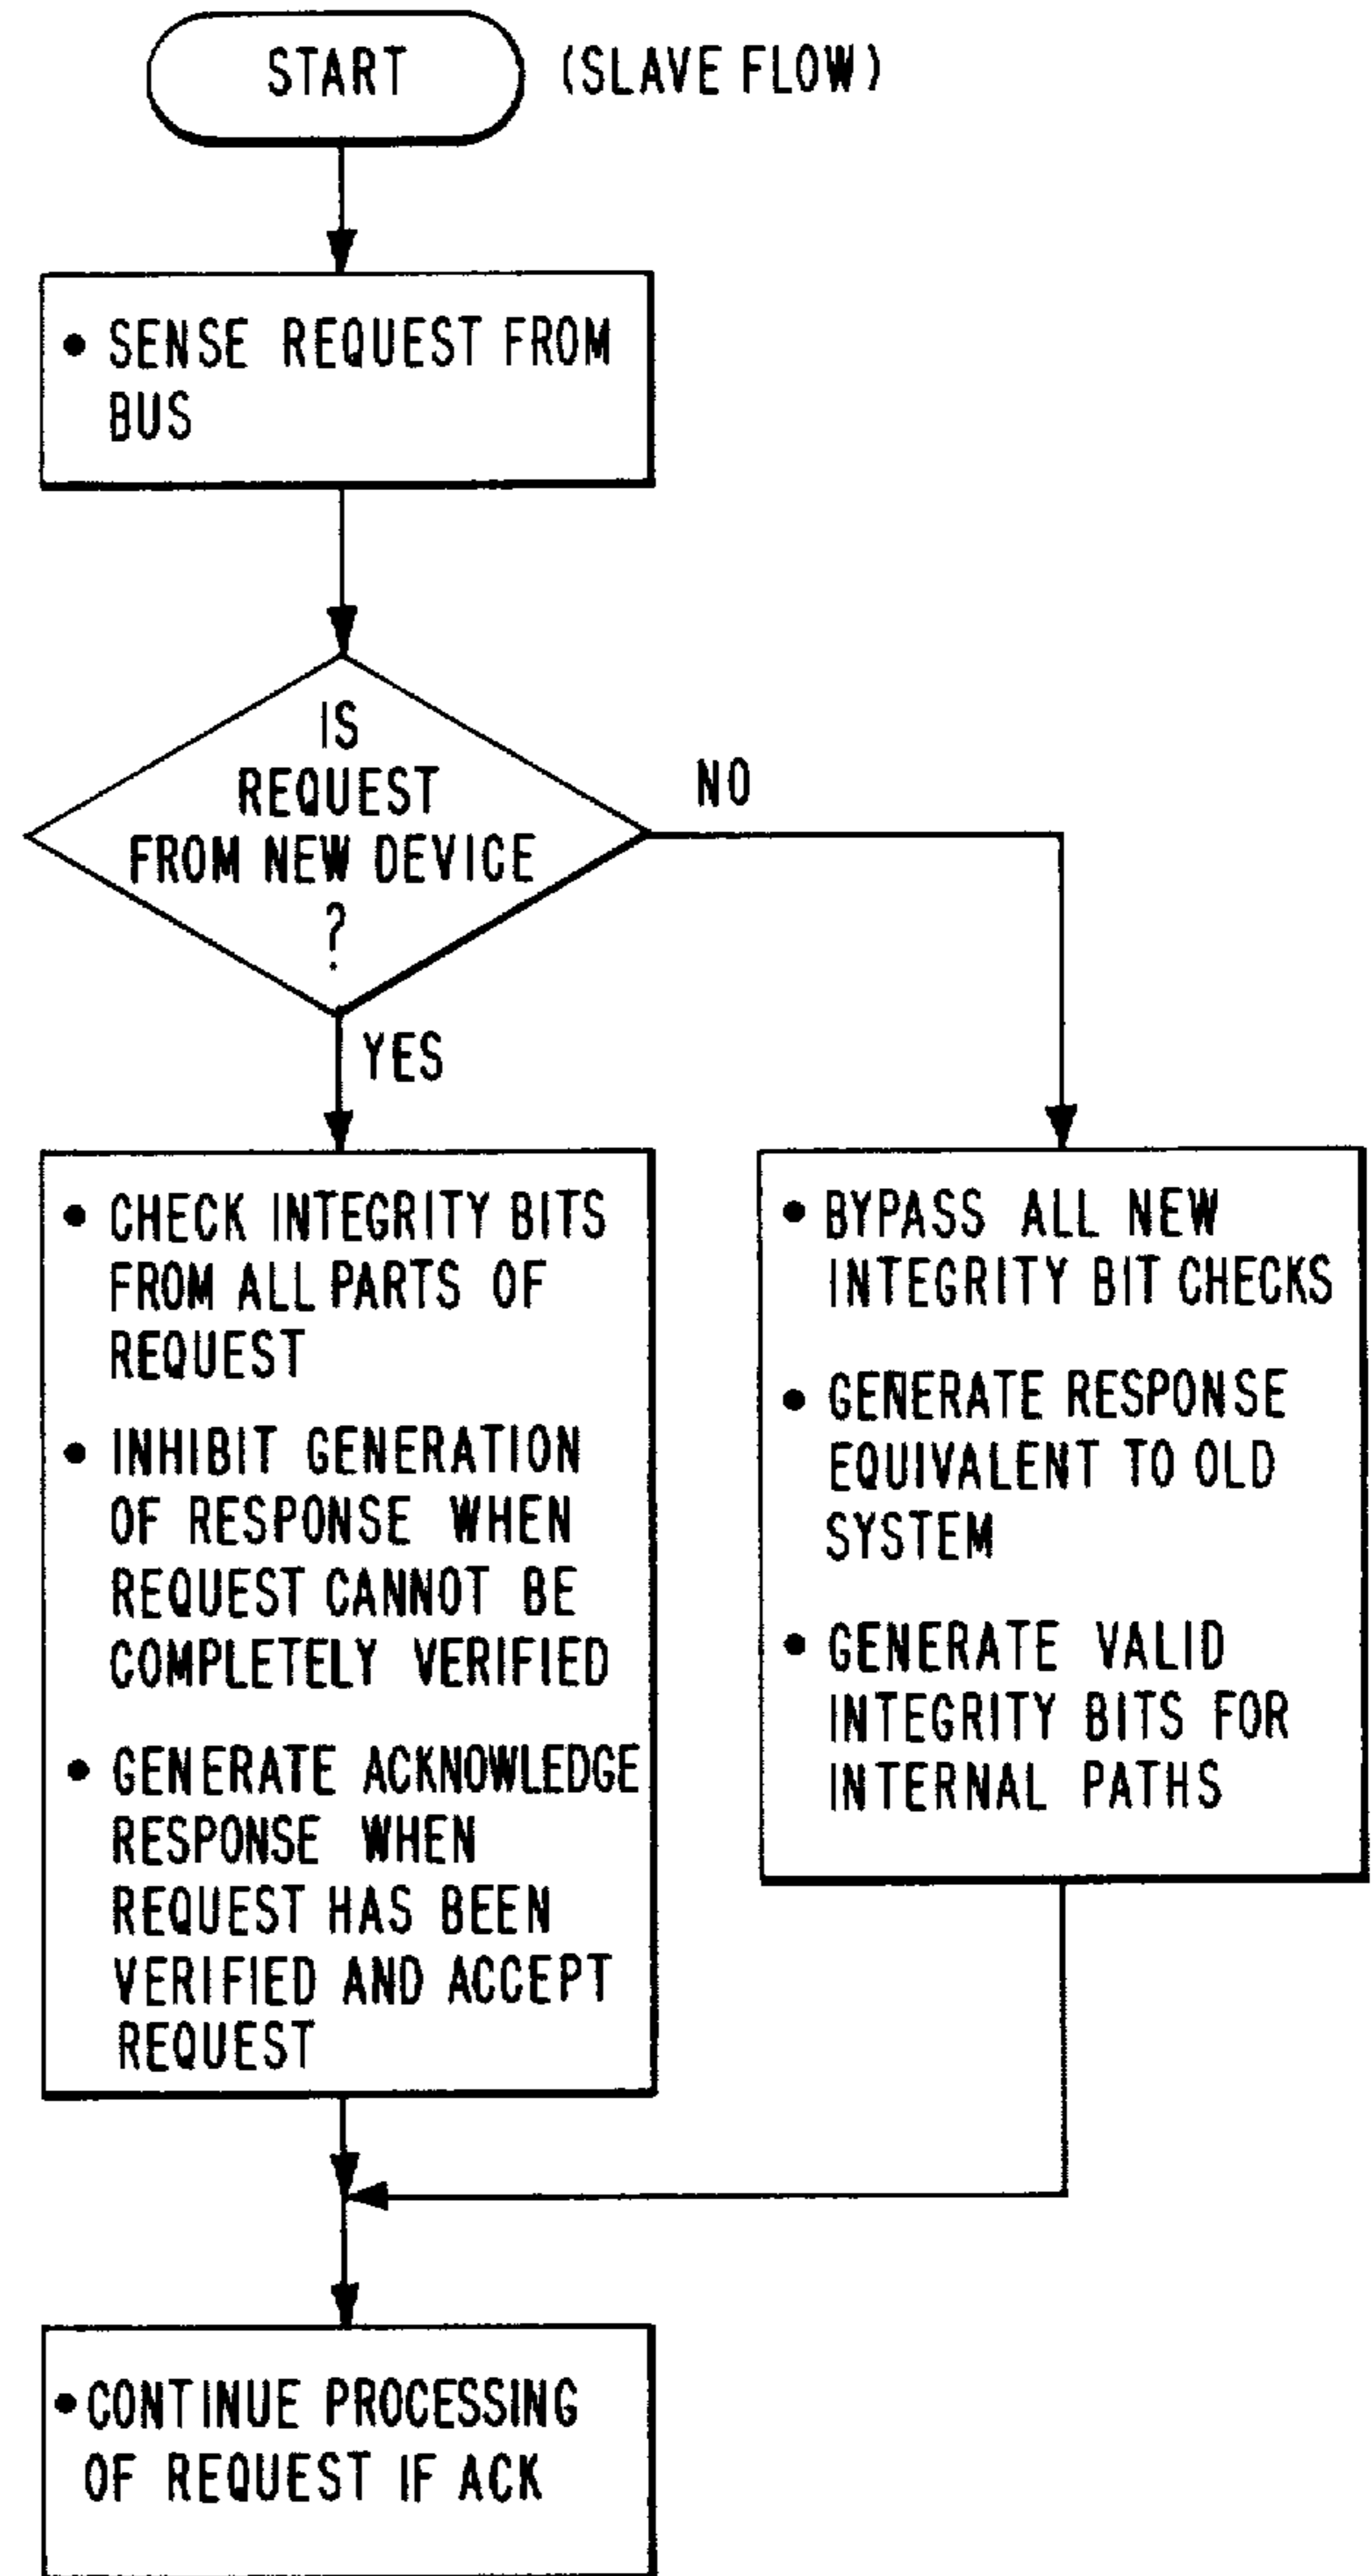 START (SLAVE FLOW)
• SENSE REQUEST FROM
BUS
IS
REQUEST
FROM NEW DEVICE
?
NO
YES
• CHECK INTEGRITY BITS
FROM ALL PARTS OF
REQUEST
• INHIBIT GENERATION
OF RESPONSE WHEN
REQUEST CANNOT BE
COMPLETELY VERIFIED
• GENERATE ACKNOWLEDGE
RESPONSE WHEN
REQUEST HAS BEEN
VERIFIED AND ACCEPT
REQUEST
• BYPASS ALL NEW
INTEGRITY BIT CHECKS
• GENERATE RESPONSE
EQUIVALENT TO OLD
SYSTEM
• GENERATE VALID
INTEGRITY BITS FOR
INTERNAL PATHS
• CONTINUE PROCESSING
OF REQUEST IF ACK